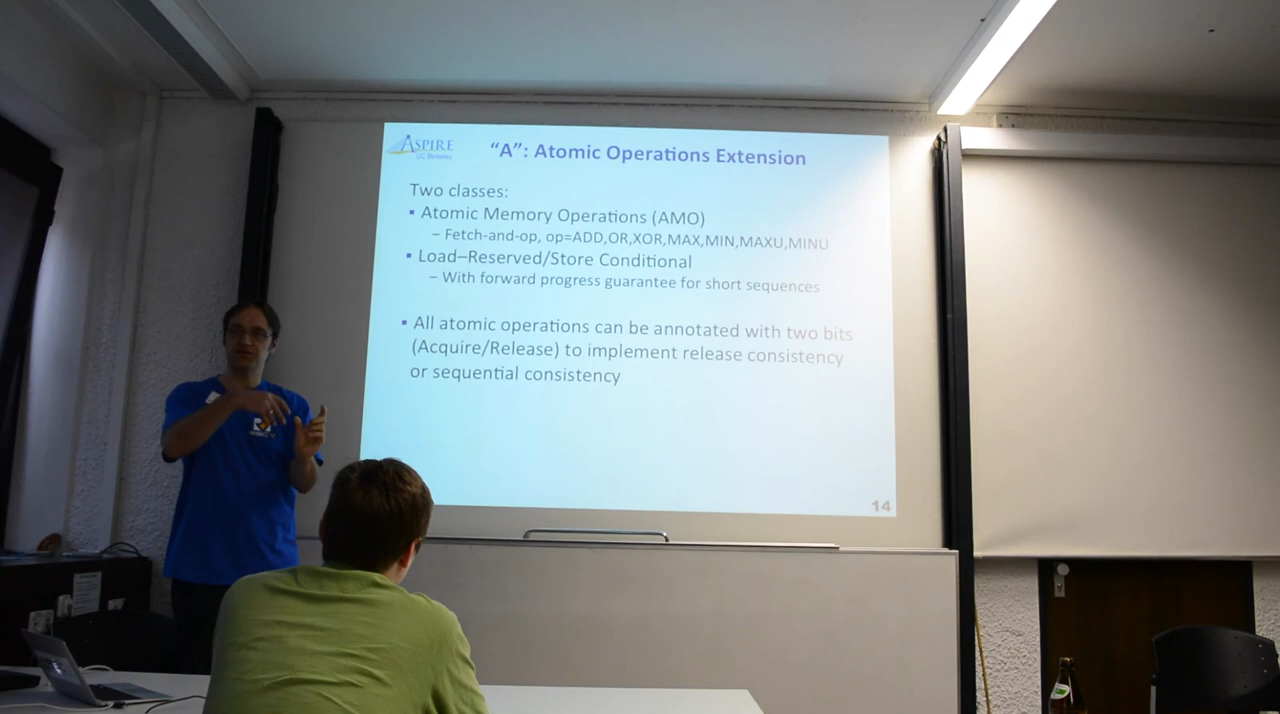 ASPIRE
UC Berkeley
“A”: Atomic Operations Extension
Two classes:
▪ Atomic Memory Operations (AMO)
– Fetch-and-op, op=ADD,OR,XOR,MAX,MIN,MAXU,MINU
▪ Load–Reserved/Store Conditional
– With forward progress guarantee for short sequences
▪ All atomic operations can be annotated with two bits
(Acquire/Release) to implement release consistency
or sequential consistency
14